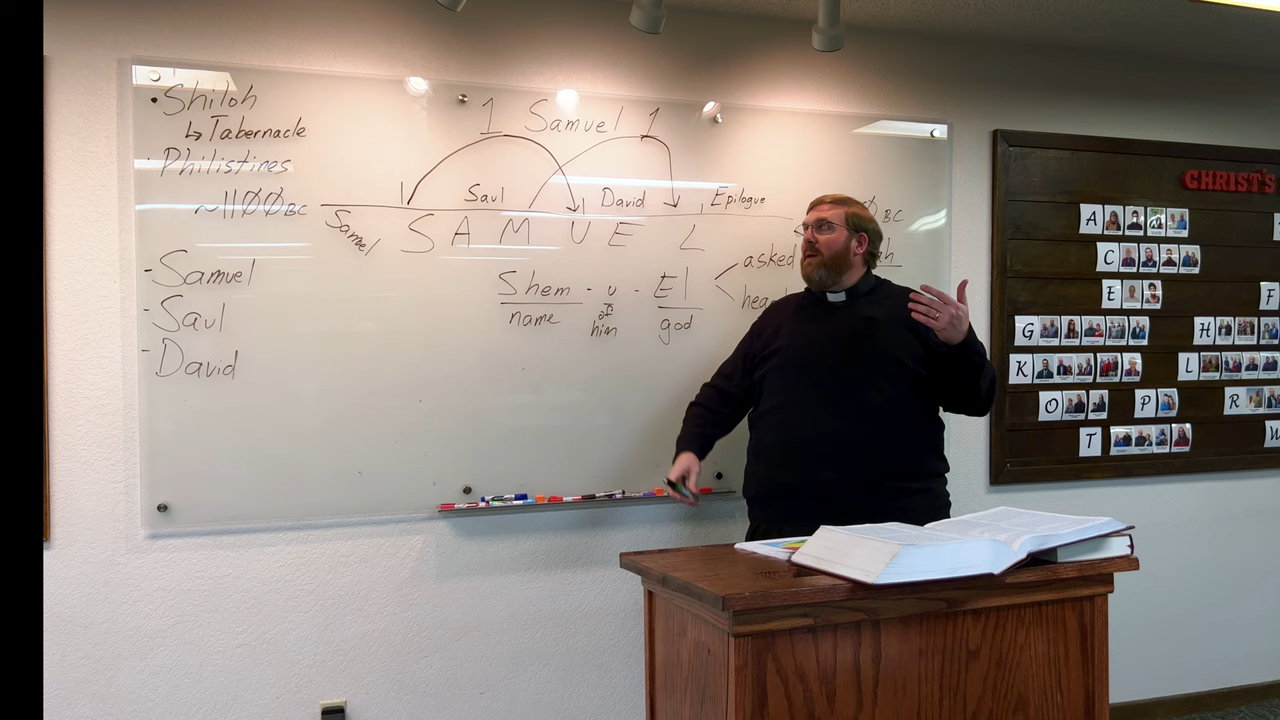 • Shiloh
↳ Tabernacle
Philistines
~1100 BC
- Samuel
- Saul
- David
1 Samuel 1
Saul David Epilogue
Samuel
S A M U E L
BC
Shem - u - El
name of him god
asked
CHRIST'S
A
C
E F
G H
K L
O P R
T W